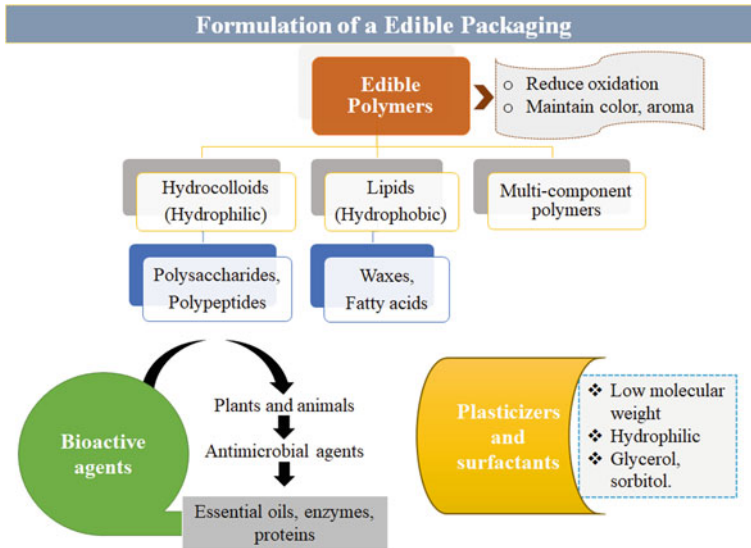 Formulation of a Edible Packaging
Edible
Polymers
o Reduce oxidation
o Maintain color, aroma
Hydrocolloids
(Hydrophilic)
Lipids
(Hydrophobic)
Multi-component
polymers
Polysaccharides,
Polypeptides
Waxes,
Fatty acids
Bioactive
agents
Plants and animals
Antimicrobial agents
Essential oils, enzymes,
proteins
Plasticizers
and
surfactants
❖ Low molecular
weight
❖ Hydrophilic
❖ Glycerol,
sorbitol.